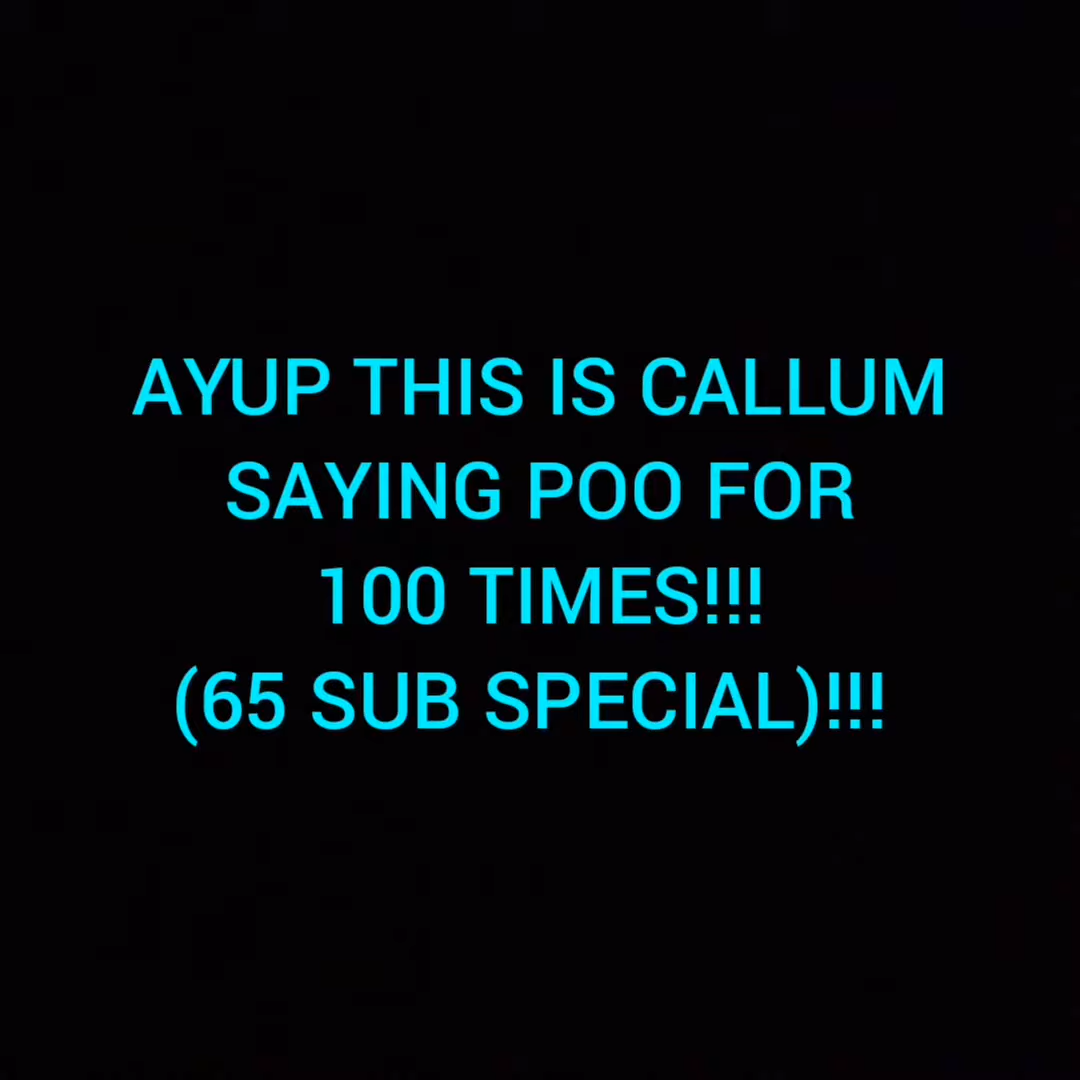 AYUP THIS IS CALLUM
SAYING POO FOR
100 TIMES!!!
(65 SUB SPECIAL)!!!